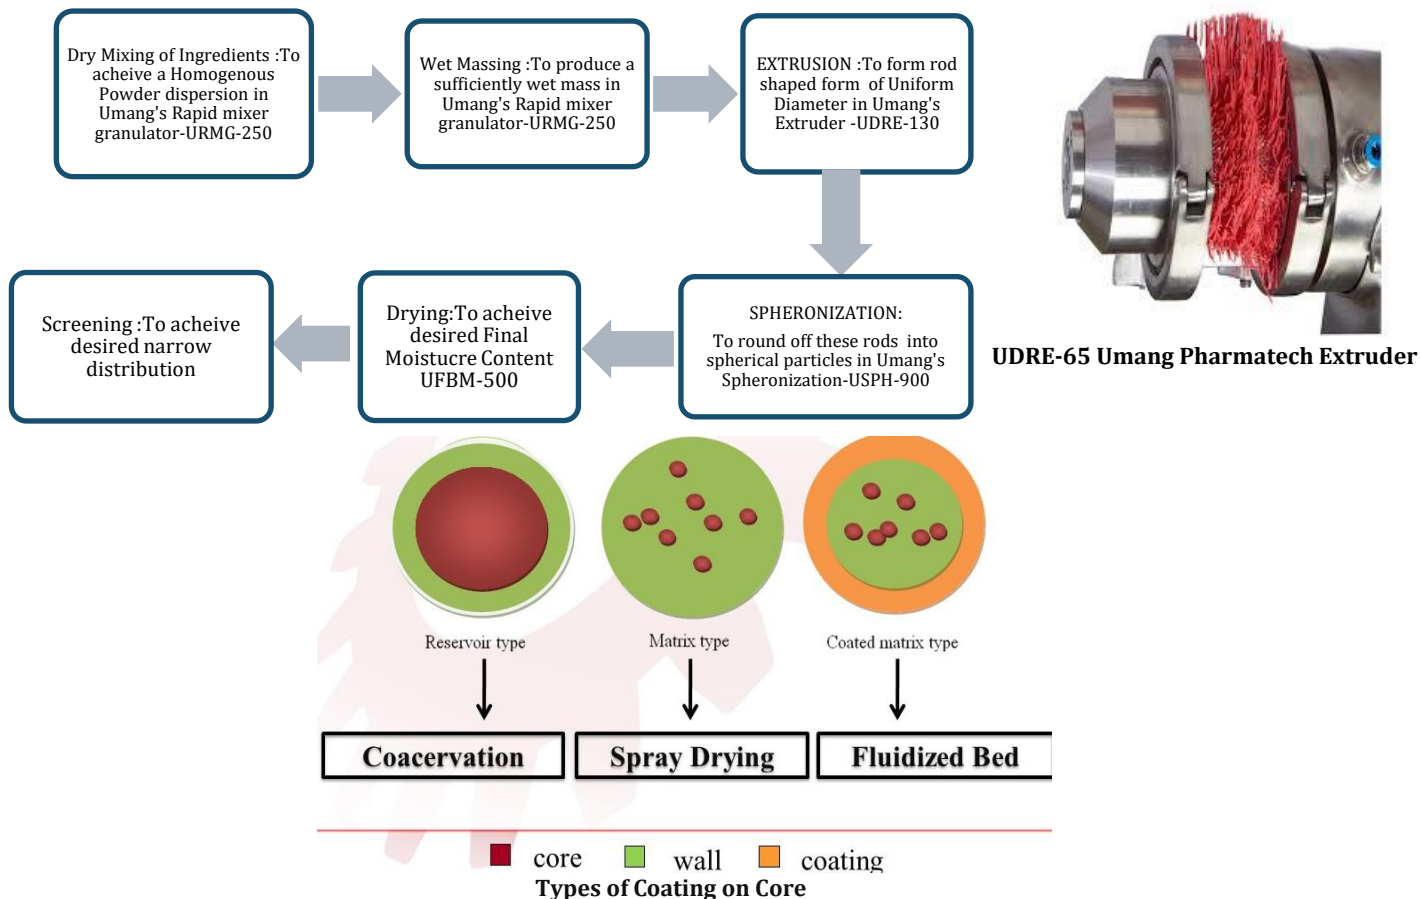 Dry Mixing of Ingredients :To
acheive a Homogenous
Powder dispersion in
Umang's Rapid mixer
granulator-URMG-250
Wet Massing :To produce a
sufficiently wet mass in
Umang's Rapid mixer
granulator-URMG-250
EXTRUSION :To form rod
shaped form of Uniform
Diameter in Umang's
Extruder -UDRE-130
SPHERONIZATION:
To round off these rods into
spherical particles in Umang's
Spheronization-USPH-900
Drying:To acheive
desired Final
Moistucre Content
UFBM-500
Screening :To acheive
desired narrow
distribution
UDRE-65 Umang Pharmatech Extruder
Reservoir type
Matrix type
Coated matrix type
Coacervation
Spray Drying
Fluidized Bed
core wall coating
Types of Coating on Core